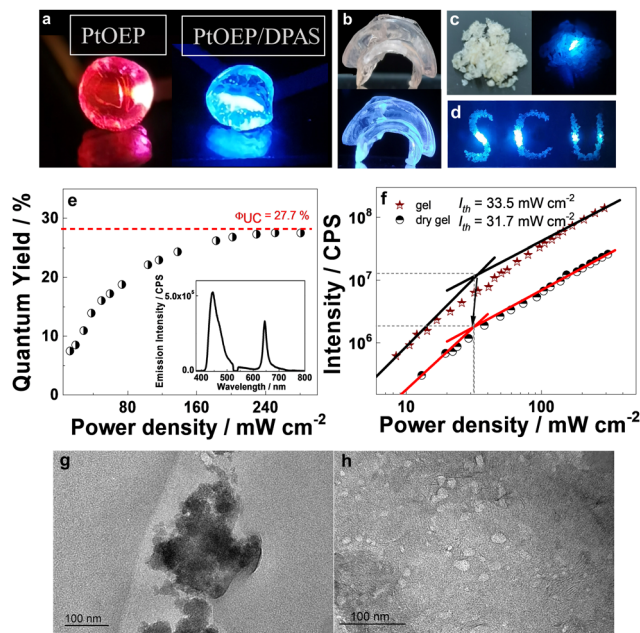 a
PtOEP
PtOEP/DPAS
b
c
d
SCU
e
Quantum Yield / %
40
30
20
10
0
80 160 240 320
Power density / mW cm-2
ΦUC = 27.7 %
Emission Intensity / CPS
5.0x10⁵
0.0
400 500 600 700 800
Wavelength / nm
f
Intensity / CPS
10⁸
10⁷
10⁶
10 100
Power density / mW cm-2
gel Ith = 33.5 mW cm-2
dry gel Ith = 31.7 mW cm-2
g
100 nm
h
100 nm